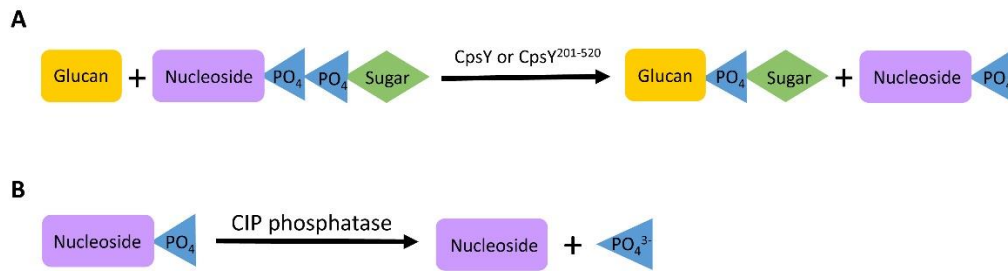 A
CpsY or CpsY²⁰¹⁻⁵²⁰
Glucan + Nucleoside PO₄ PO₄ Sugar Glucan PO₄ Sugar + Nucleoside PO₄
B
CIP phosphatase
Nucleoside PO₄ Nucleoside + PO₄³⁻